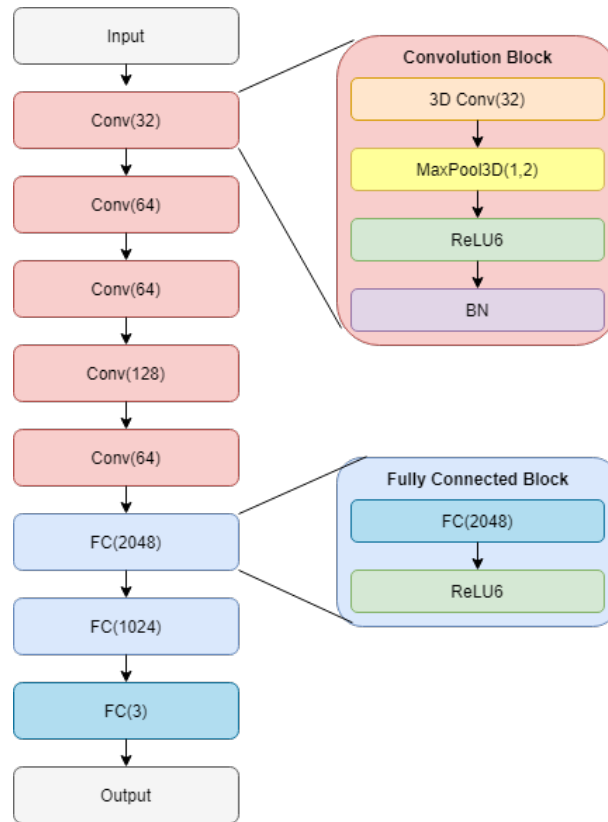 Input
Conv(32)
Conv(64)
Conv(64)
Conv(128)
Conv(64)
FC(2048)
FC(1024)
FC(3)
Output
Convolution Block
3D Conv(32)
MaxPool3D(1,2)
ReLU6
BN
Fully Connected Block
FC(2048)
ReLU6